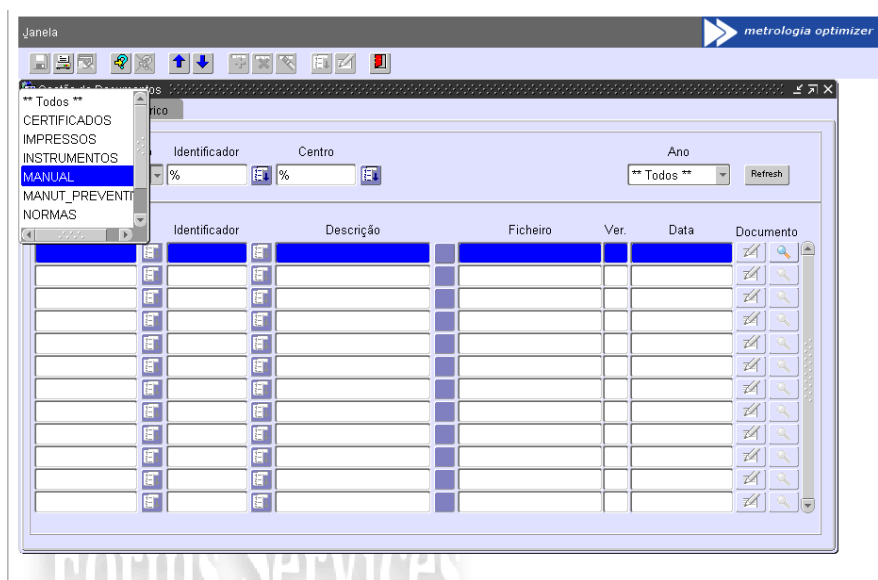 Janela
metrologia optimizer
** Todos **
CERTIFICADOS
IMPRESSOS
INSTRUMENTOS
MANUAL
NORMAS
Identificador Centro Ano
% % ** Todos ** Refresh
Identificador Descrição Ficheiro Ver. Data Documento